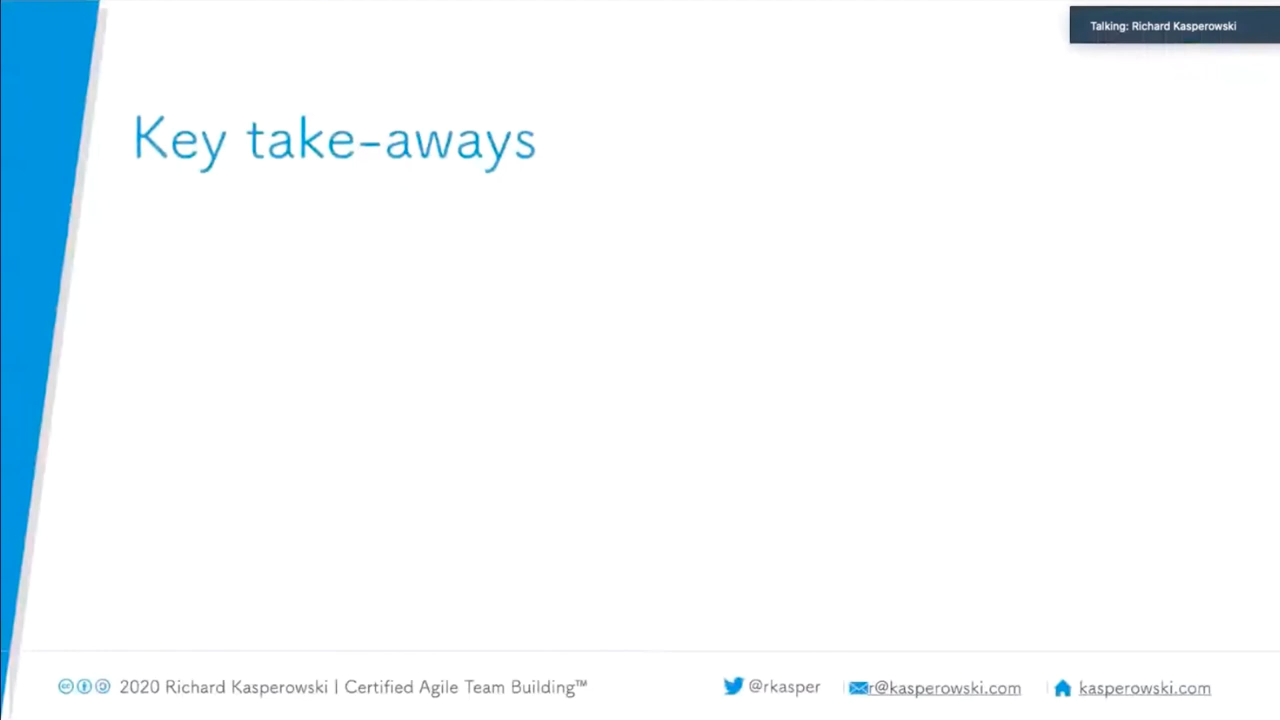 Talking: Richard Kasperowski
Key take-aways
2020 Richard Kasperowski | Certified Agile Team Building™
@rkasper
r@kasperowski.com
kasperowski.com